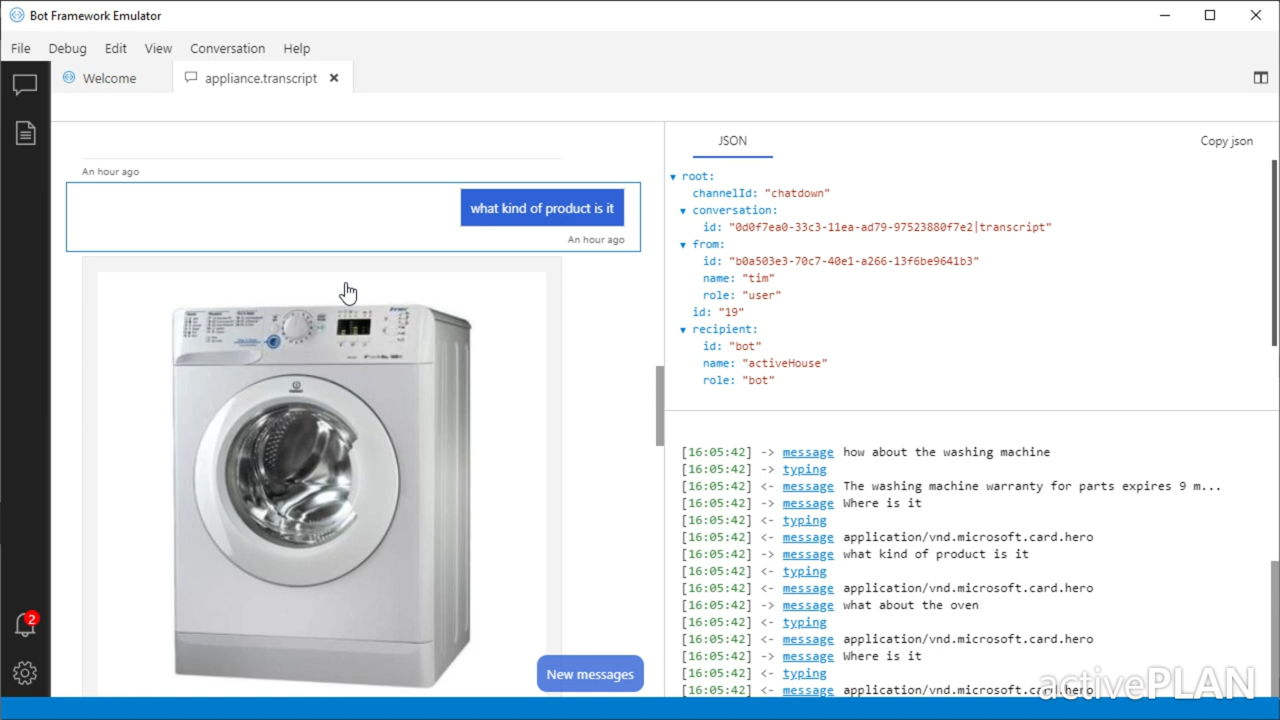 Bot Framework Emulator
File Debug Edit View Conversation Help
Welcome
appliance.transcript
An hour ago
what kind of product is it
An hour ago
New messages
2
JSON
Copy json
root:
channelId: "chatdown"
conversation:
id: "0d0f7ea0-33c3-11ea-ad79-97523880f7e2|transcript"
from:
id: "b0a503e3-70c7-40e1-a266-13f6be9641b3"
name: "tim"
role: "user"
id: "19"
recipient:
id: "bot"
name: "activeHouse"
role: "bot"
[16:05:42] -> message how about the washing machine
[16:05:42] -> typing
[16:05:42] <- message The washing machine warranty for parts expires 9 m...
[16:05:42] -> message Where is it
[16:05:42] <- typing
[16:05:42] <- message application/vnd.microsoft.card.hero
[16:05:42] -> message what kind of product is it
[16:05:42] <- typing
[16:05:42] <- message application/vnd.microsoft.card.hero
[16:05:42] -> message what about the oven
[16:05:42] <- typing
[16:05:42] <- message application/vnd.microsoft.card.hero
[16:05:42] -> message Where is it
[16:05:42] <- typing
[16:05:42] <- message application/vnd.microsoft.card.hero
activePLAN